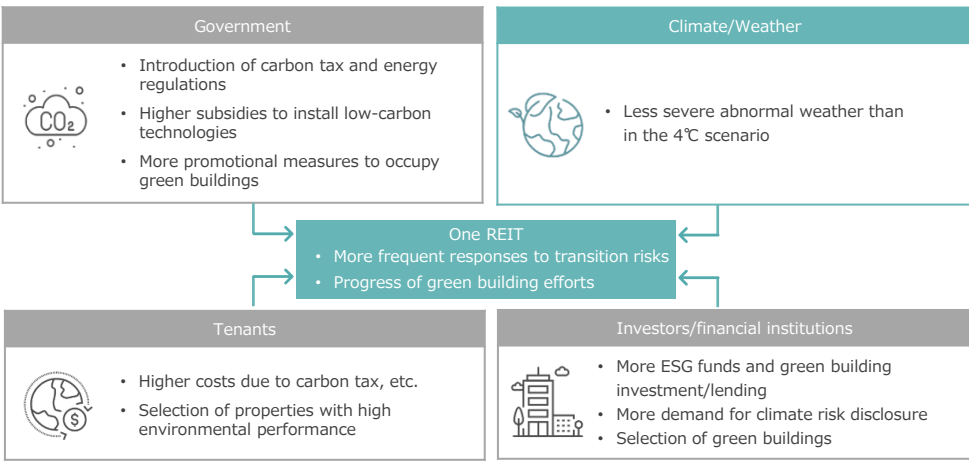 Government
CO₂
• Introduction of carbon tax and energy
regulations
• Higher subsidies to install low-carbon
technologies
• More promotional measures to occupy
green buildings
Climate/Weather
• Less severe abnormal weather than
in the 4℃ scenario
One REIT
• More frequent responses to transition risks
• Progress of green building efforts
Tenants
$
• Higher costs due to carbon tax, etc.
• Selection of properties with high
environmental performance
Investors/financial institutions
• More ESG funds and green building
investment/lending
• More demand for climate risk disclosure
• Selection of green buildings